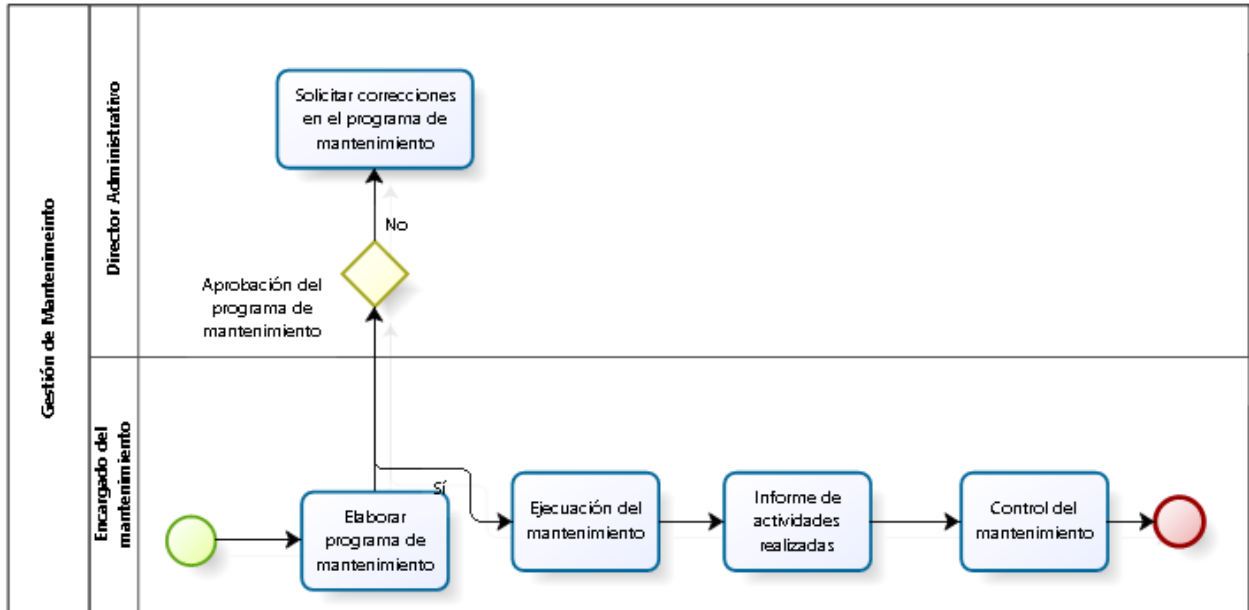 Gestión de Mantenimeinto
Director Administrativo
Solicitar correcciones
en el programa de
mantenimiento
No
Aprobación del
programa de
mantenimiento
Encargado del
mantenimiento
Elaborar
programa de
mantenimiento
Sí
Ejecuación del
mantenimiento
Informe de
actividades
realizadas
Control del
mantenimiento